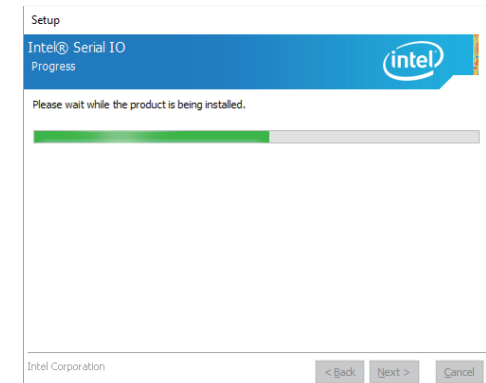 Setup
Intel® Serial IO
Progress
intel
Please wait while the product is being installed.
Intel Corporation
< Back Next > Cancel